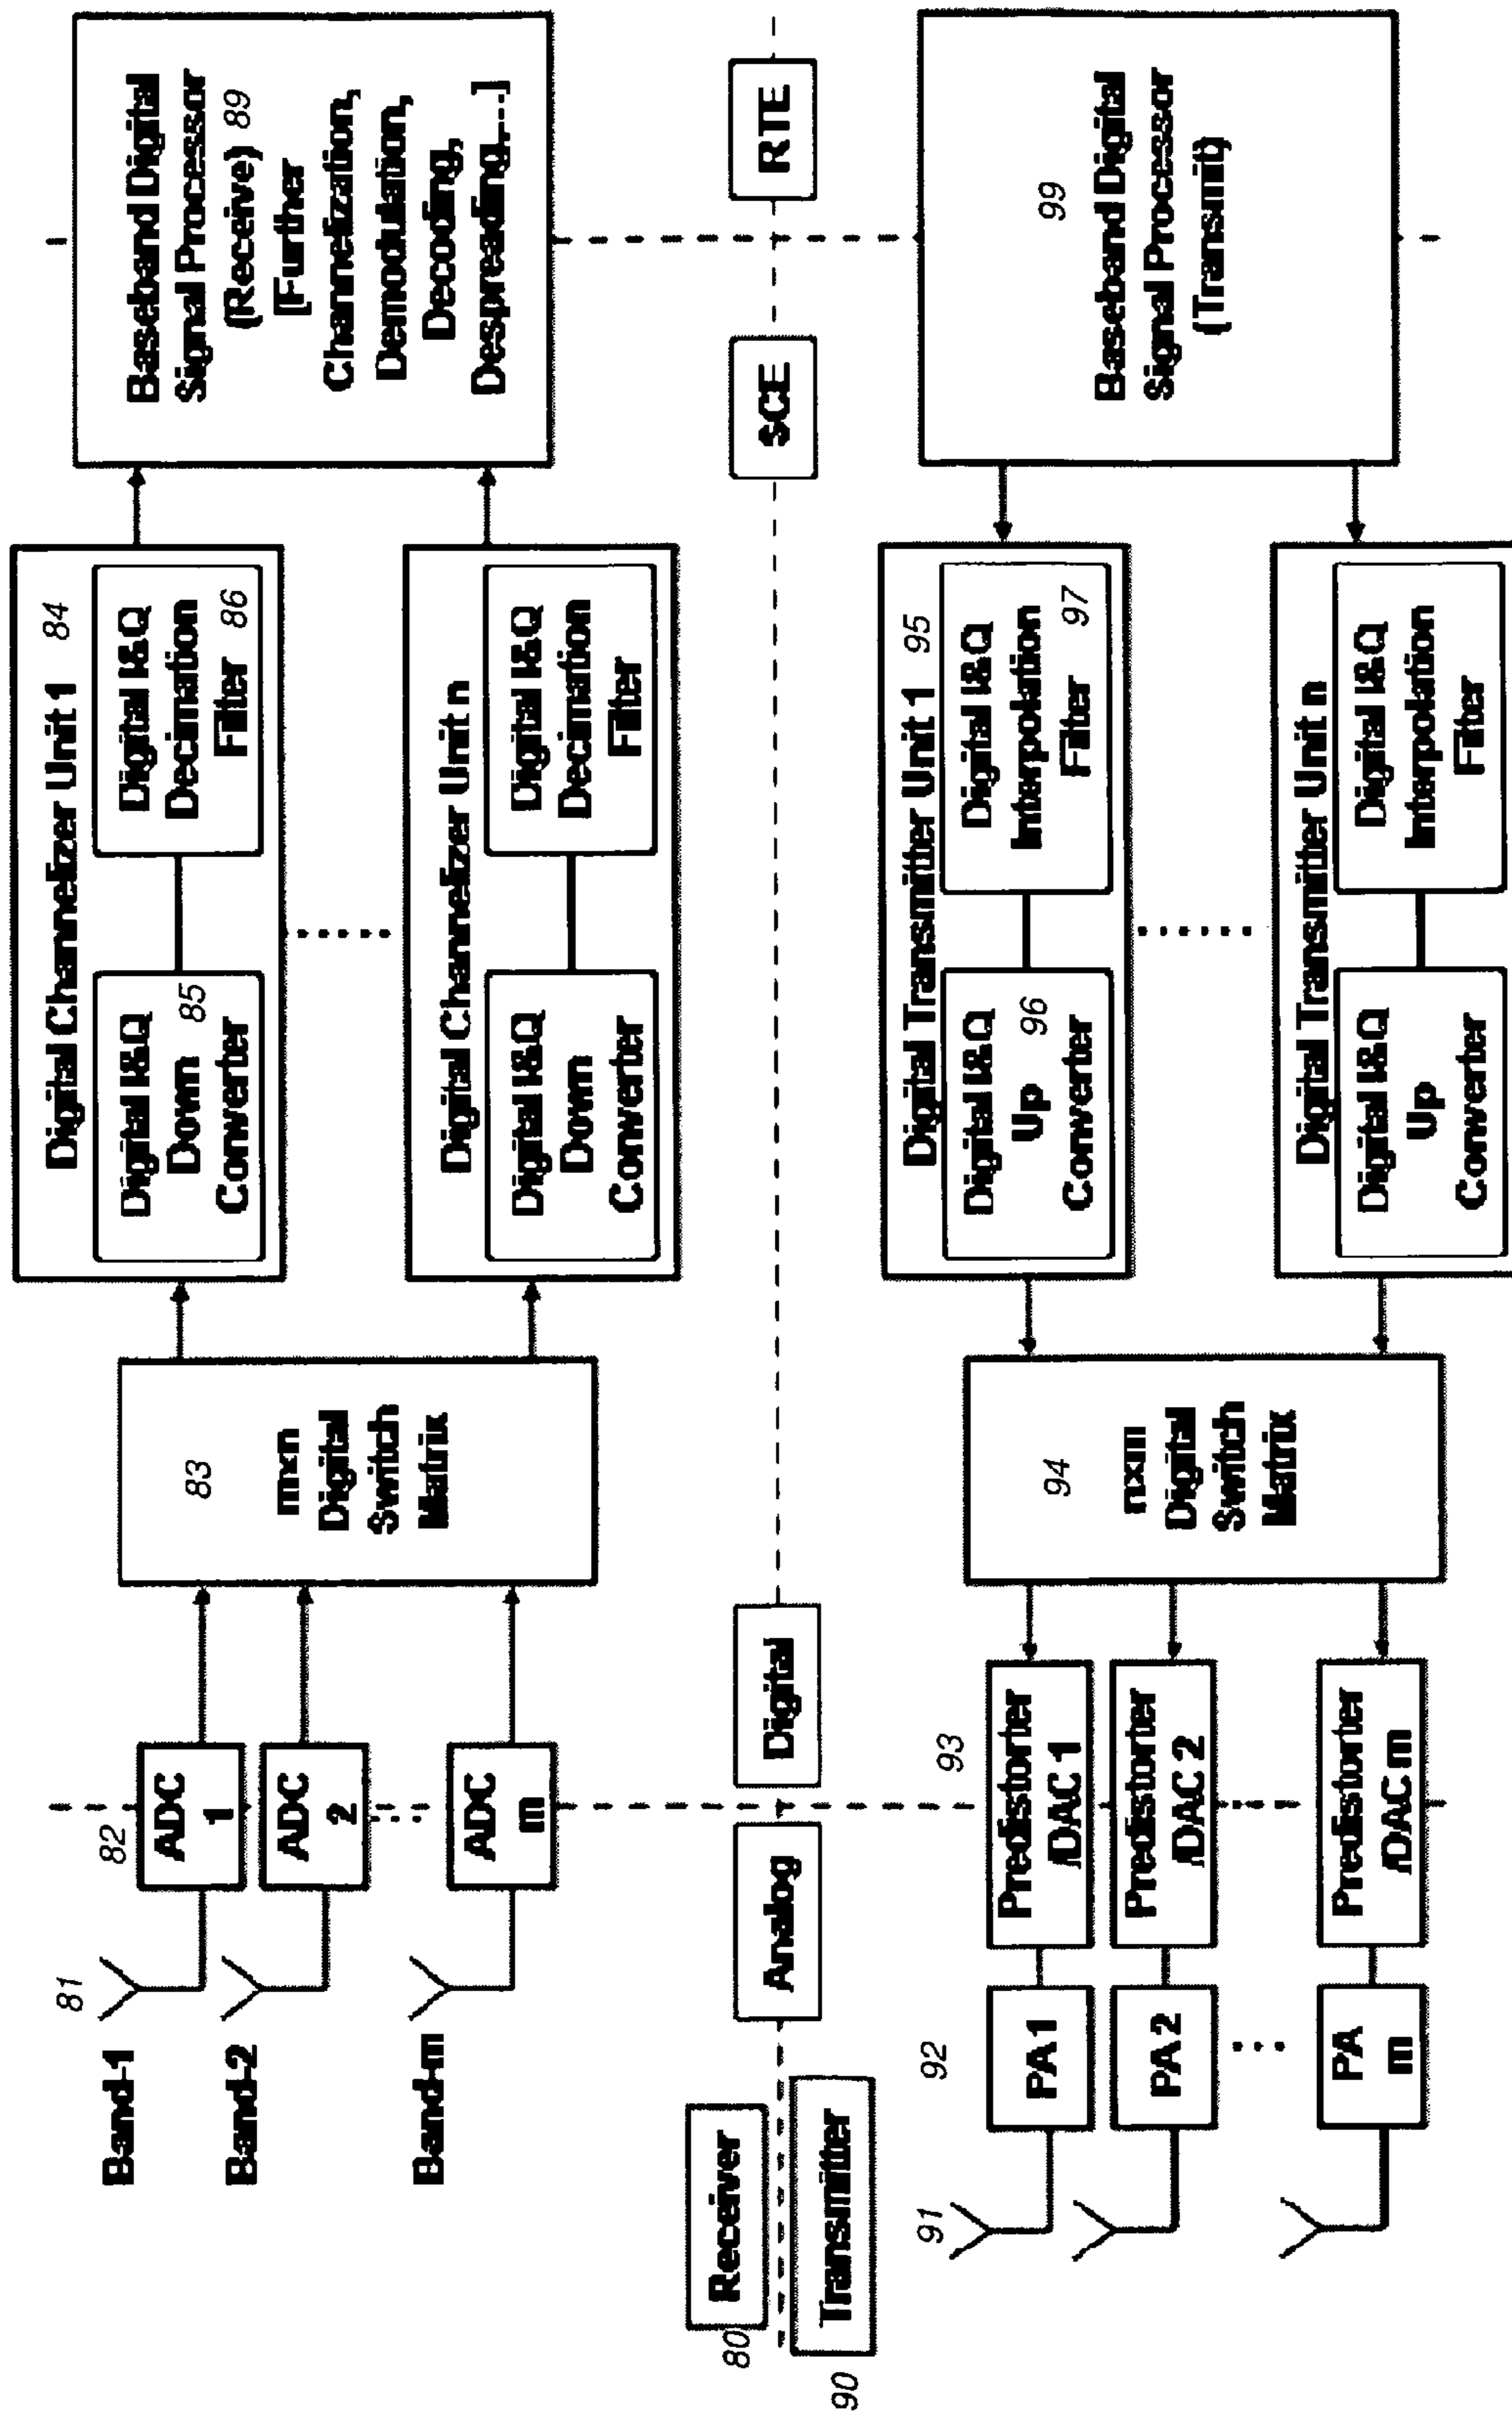 81
Band-1
82
ADC
1
Band-2
ADC
2
Band-m
ADC
m
83
mxn
Digital
Switch
Matrix
Digital Channelizer Unit 1
84
Digital I&Q
Down
85
Converter
Digital I&Q
Decimation
Filter
86
Digital Channelizer Unit n
Digital I&Q
Down
Converter
Digital I&Q
Decimation
Filter
Baseband Digital
Signal Processor
(Receive) 89
[Further
Channelization,
Demodulation,
Decoding,
Despreading,...]
Receiver
80
Analog
Digital
SCE
RTE
Transmitter
90
91
92
93
PA 1
Predistorter
/DAC 1
PA 2
Predistorter
/DAC 2
PA
m
Predistorter
/DAC m
94
nxm
Digital
Switch
Matrix
Digital Transmitter Unit 1
95
Digital I&Q
Up
96
Converter
Digital I&Q
Interpolation
Filter
97
Digital Transmitter Unit n
Digital I&Q
Up
Converter
Digital I&Q
Interpolation
Filter
99
Baseband Digital
Signal Processor
(Transmit)